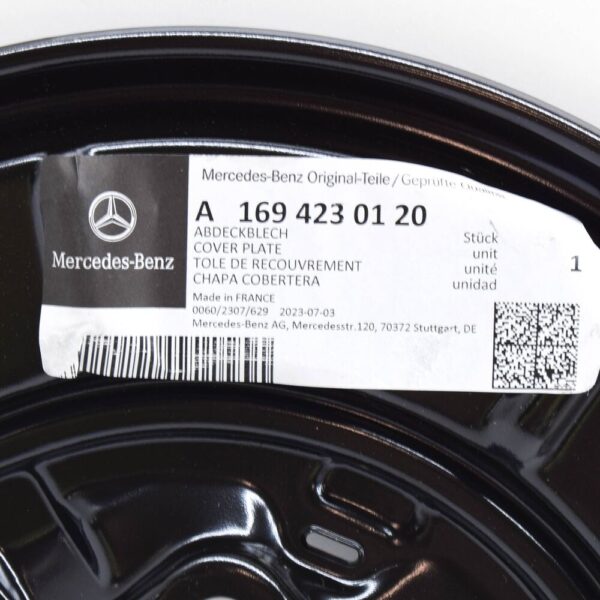 Mercedes-Benz Original-Teile/Geprüfte Qualität
Mercedes-Benz
A 169 423 01 20
ABDECKBLECH
COVER PLATE
TOLE DE RECOUVREMENT
CHAPA COBERTERA
Stück
unit
unité
unidad
1
Made in FRANCE
0060/2307/629 2023-07-03
Mercedes-Benz AG, Mercedesstr.120, 70372 Stuttgart, DE